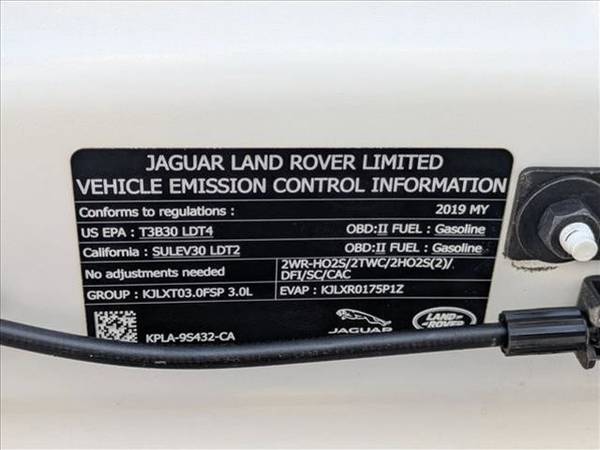 JAGUAR LAND ROVER LIMITED
VEHICLE EMISSION CONTROL INFORMATION
Conforms to regulations : 2019 MY
US EPA : T3B30 LDT4 OBD:II FUEL : Gasoline
California : SULEV30 LDT2 OBD:II FUEL : Gasoline
No adjustments needed 2WR-HO2S/2TWC/2HO2S(2)/
DFI/SC/CAC
GROUP : KJLXT03.0FSP 3.0L EVAP : KJLXR0175P1Z
KPLA-9S432-CA JAGUAR LAND-
ROVER